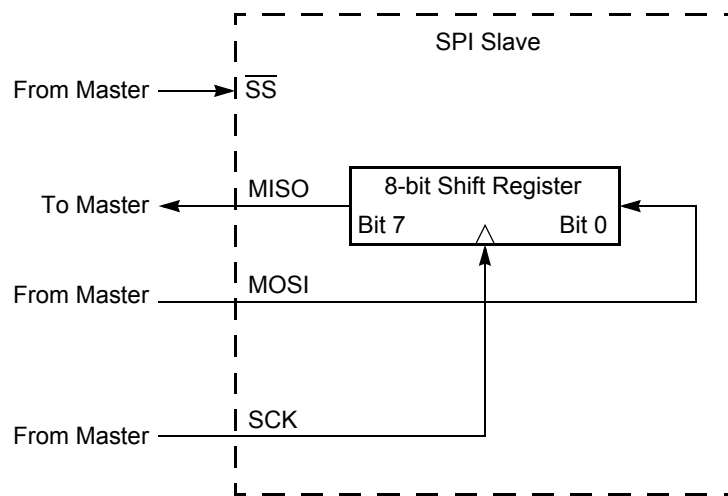 SPI Slave
From Master
SS
To Master
MISO
8-bit Shift Register
Bit 7
Bit 0
From Master
MOSI
From Master
SCK